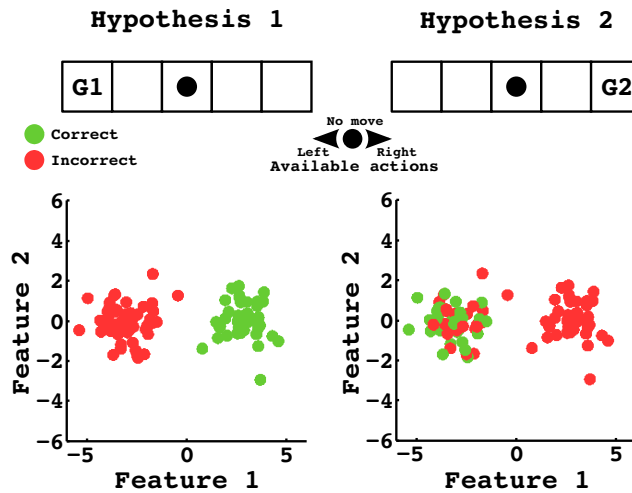 Hypothesis 1
Hypothesis 2
G1
G2
Correct
Incorrect
No move
Left
Right
Available actions
6
4
2
0
−2
−4
−6
Feature 2
−5
0
5
Feature 1
6
4
2
0
−2
−4
−6
Feature 2
−5
0
5
Feature 1